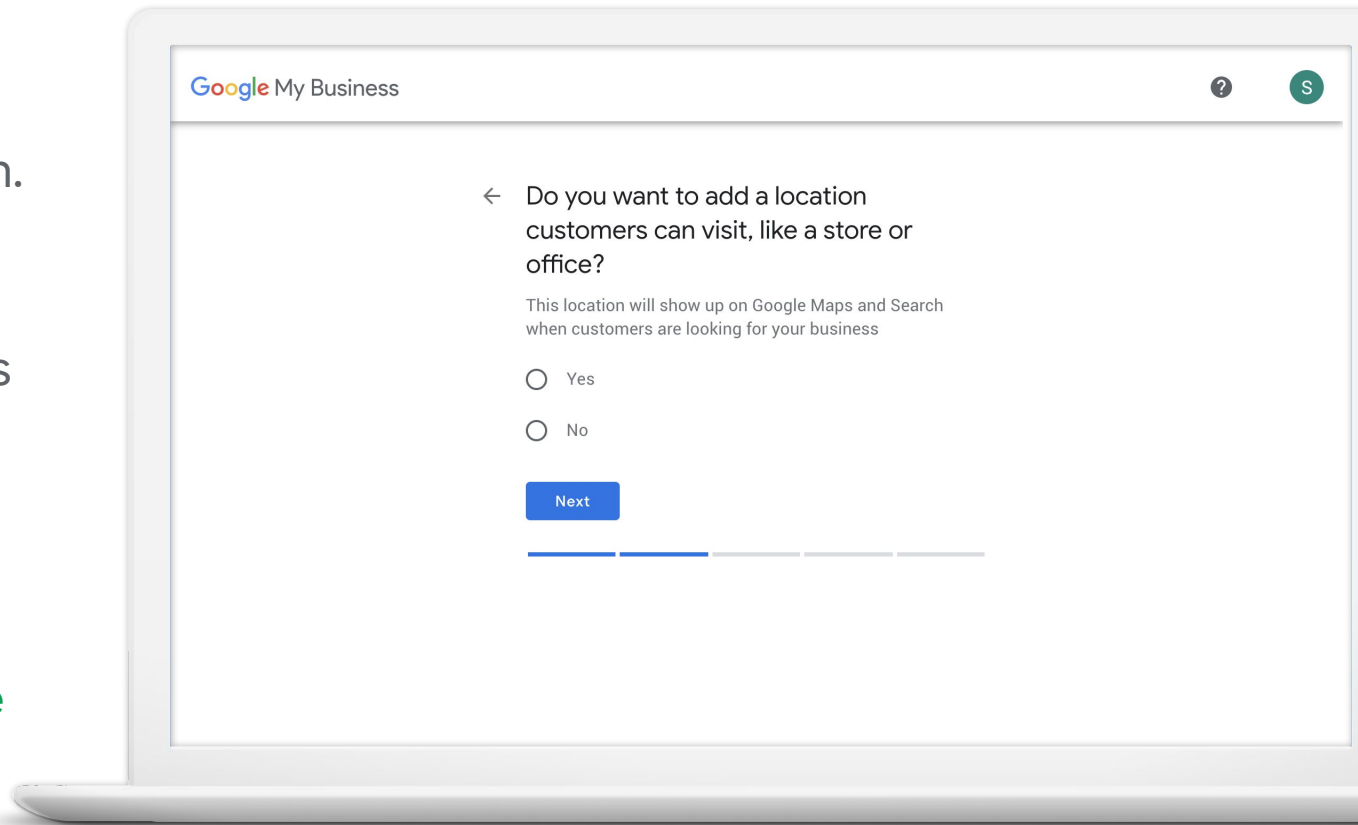 Google My Business
?
S
n.
s
e
Do you want to add a location
customers can visit, like a store or
office?
This location will show up on Google Maps and Search
when customers are looking for your business
Yes
No
Next